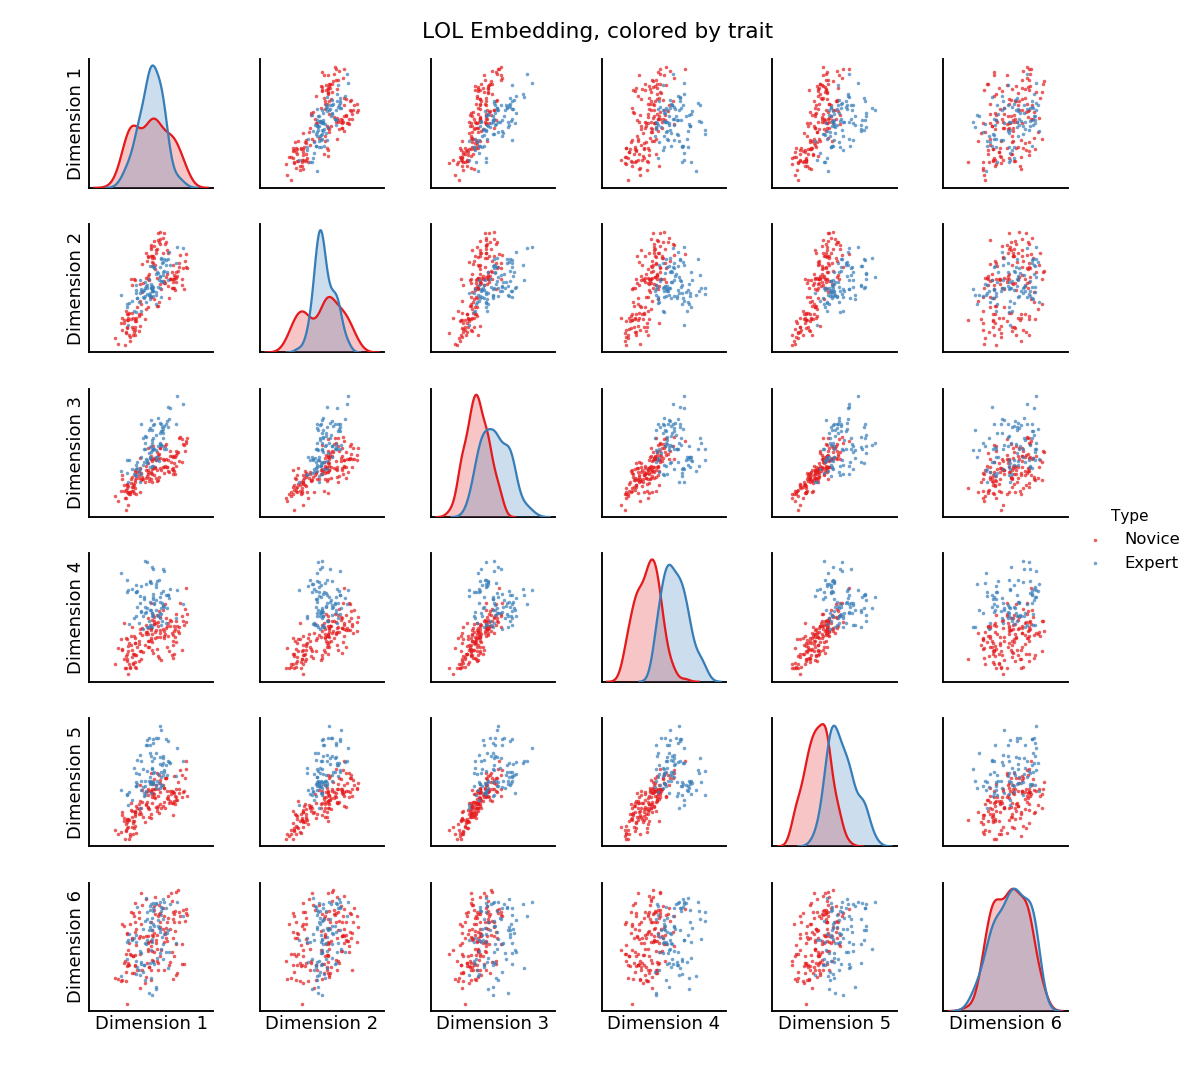 LOL Embedding, colored by trait
Dimension 1
Dimension 2
Dimension 3
Dimension 4
Dimension 5
Dimension 6
Type
Novice
Expert
Dimension 1
Dimension 2
Dimension 3
Dimension 4
Dimension 5
Dimension 6